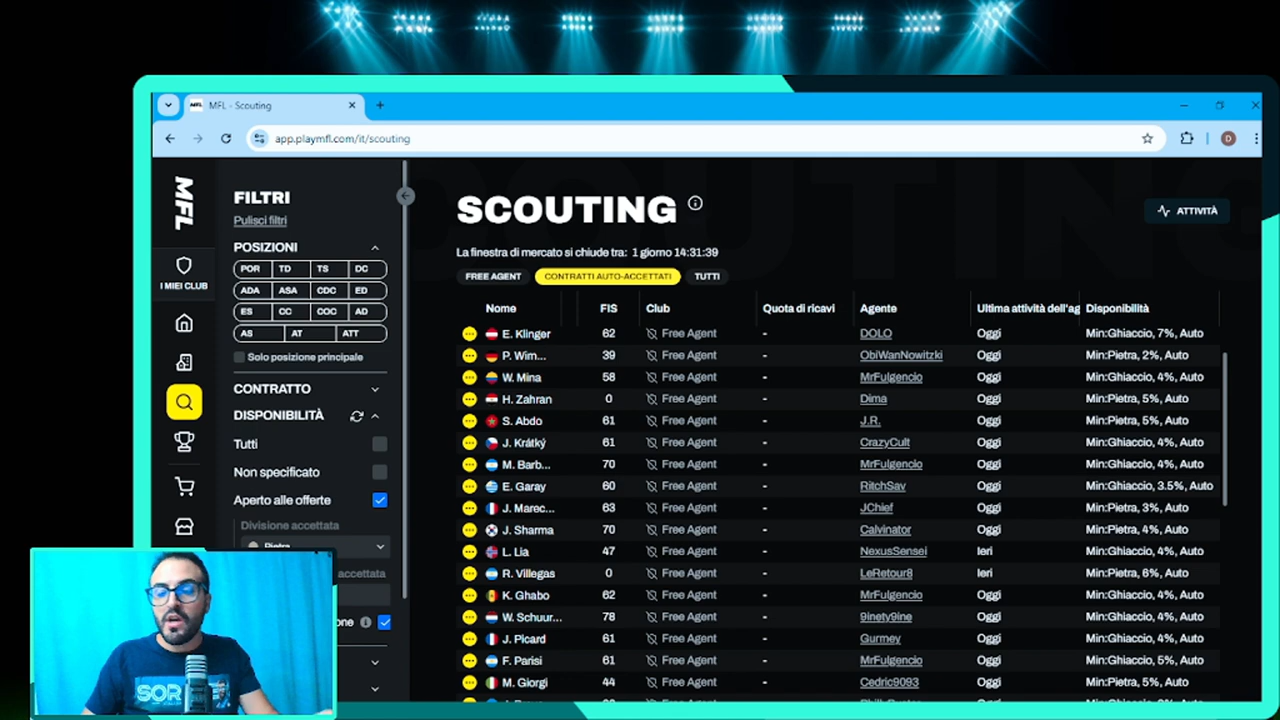 MFL - Scouting
app.playmfl.com/it/scouting
D
MFL
I MIEI CLUB
FILTRI
Pulisci filtri
POSIZIONI
POR TD TS DC
ADA ASA CDC ED
ES CC COC AD
AS AT ATT
Solo posizione principale
CONTRATTO
DISPONIBILITÀ
Tutti
Non specificato
Aperto alle offerte
Divisione accettata
Pietra
accettata
one
SOR
SCOUTING
ATTIVITÀ
La finestra di mercato si chiude tra: 1 giorno 14:31:39
FREE AGENT CONTRATTI AUTO-ACCETTATI TUTTI
Nome FIS Club Quota di ricavi Agente Ultima attività dell'ag Disponibilità
E. Klinger 62 Free Agent - DOLO Oggi Min:Ghiaccio, 7%, Auto
P. Wim... 39 Free Agent - ObiWanNowitzki Oggi Min:Pietra, 2%, Auto
W. Mina 58 Free Agent - MrFulgencio Oggi Min:Ghiaccio, 4%, Auto
H. Zahran 0 Free Agent - Dima Oggi Min:Pietra, 5%, Auto
S. Abdo 61 Free Agent - J.R. Oggi Min:Pietra, 5%, Auto
J. Krátký 61 Free Agent - CrazyCult Oggi Min:Ghiaccio, 4%, Auto
M. Barb... 70 Free Agent - MrFulgencio Oggi Min:Ghiaccio, 4%, Auto
E. Garay 60 Free Agent - RitchSav Oggi Min:Ghiaccio, 3.5%, Auto
J. Marec... 63 Free Agent - JChief Oggi Min:Pietra, 3%, Auto
J. Sharma 70 Free Agent - Calvinator Oggi Min:Pietra, 4%, Auto
L. Lia 47 Free Agent - NexusSensei Ieri Min:Ghiaccio, 4%, Auto
R. Villegas 0 Free Agent - LeRetour8 Ieri Min:Pietra, 6%, Auto
K. Ghabo 62 Free Agent - MrFulgencio Oggi Min:Ghiaccio, 4%, Auto
W. Schuur... 78 Free Agent - 9inety9ine Oggi Min:Ghiaccio, 4%, Auto
J. Picard 61 Free Agent - Gurmey Oggi Min:Ghiaccio, 4%, Auto
F. Parisi 61 Free Agent - MrFulgencio Oggi Min:Ghiaccio, 5%, Auto
M. Giorgi 44 Free Agent - Cedric9093 Oggi Min:Pietra, 5%, Auto